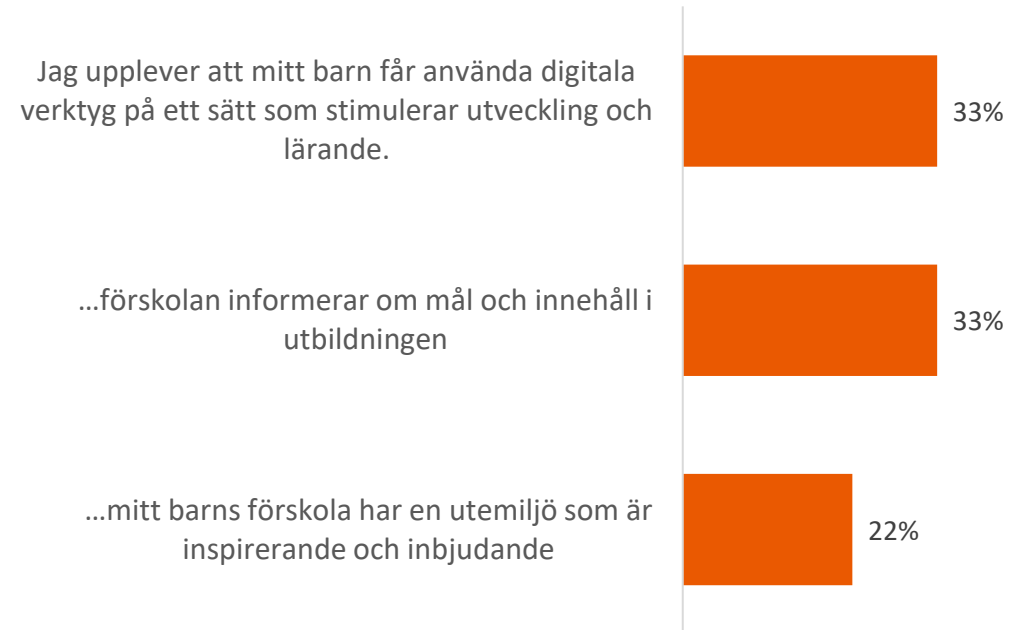 Jag upplever att mitt barn får använda digitala
verktyg på ett sätt som stimulerar utveckling och
lärande.
33%
...förskolan informerar om mål och innehåll i
utbildningen
33%
...mitt barns förskola har en utemiljö som är
inspirerande och inbjudande
22%